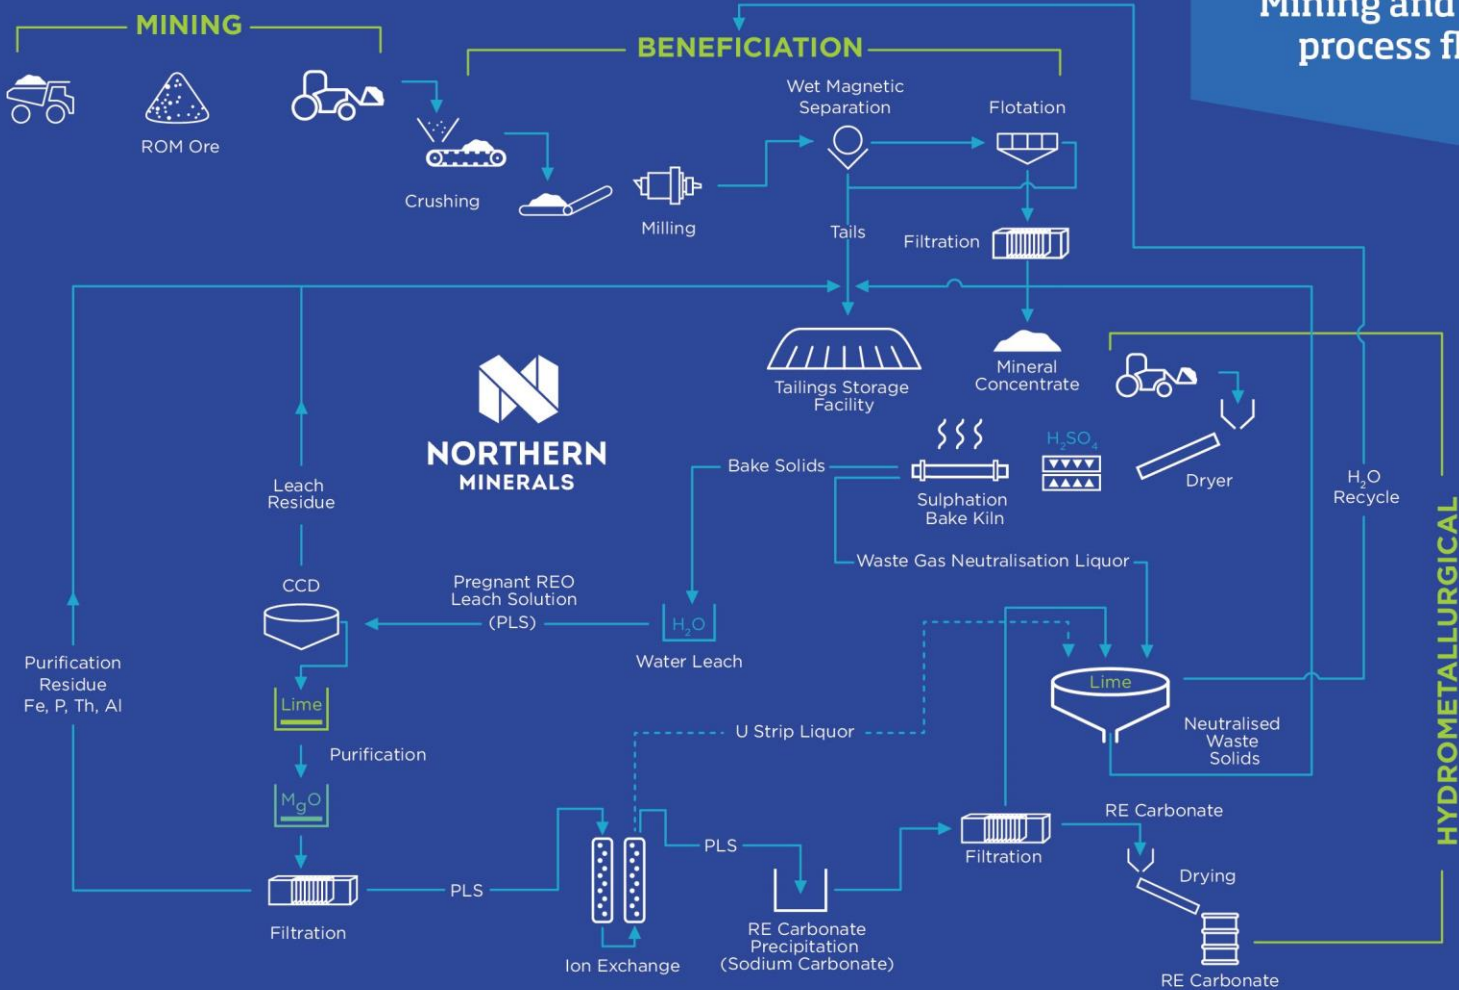 Mining and
process fl
MINING
BENEFICIATION
Wet Magnetic
Separation
Flotation
ROM Ore
Crushing
Milling
Tails
Filtration
Tailings Storage
Facility
Mineral
Concentrate
NORTHERN
MINERALS
H₂SO₄
Bake Solids
Sulphation
Bake Kiln
Dryer
H₂O
Recycle
Leach
Residue
Waste Gas Neutralisation Liquor
HYDROMETALLURGICAL
CCD
Pregnant REO
Leach Solution
(PLS)
H₂O
Water Leach
Purification
Residue
Fe, P, Th, Al
Lime
Lime
Purification
U Strip Liquor
Neutralised
Waste
Solids
MgO
PLS
PLS
Filtration
RE Carbonate
Drying
Filtration
Ion Exchange
RE Carbonate
Precipitation
(Sodium Carbonate)
RE Carbonate